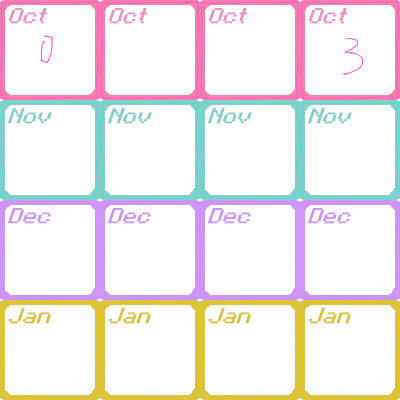 Oct Oct Oct Oct
0 3
Nov Nov Nov Nov
Dec Dec Dec Dec
Jan Jan Jan Jan